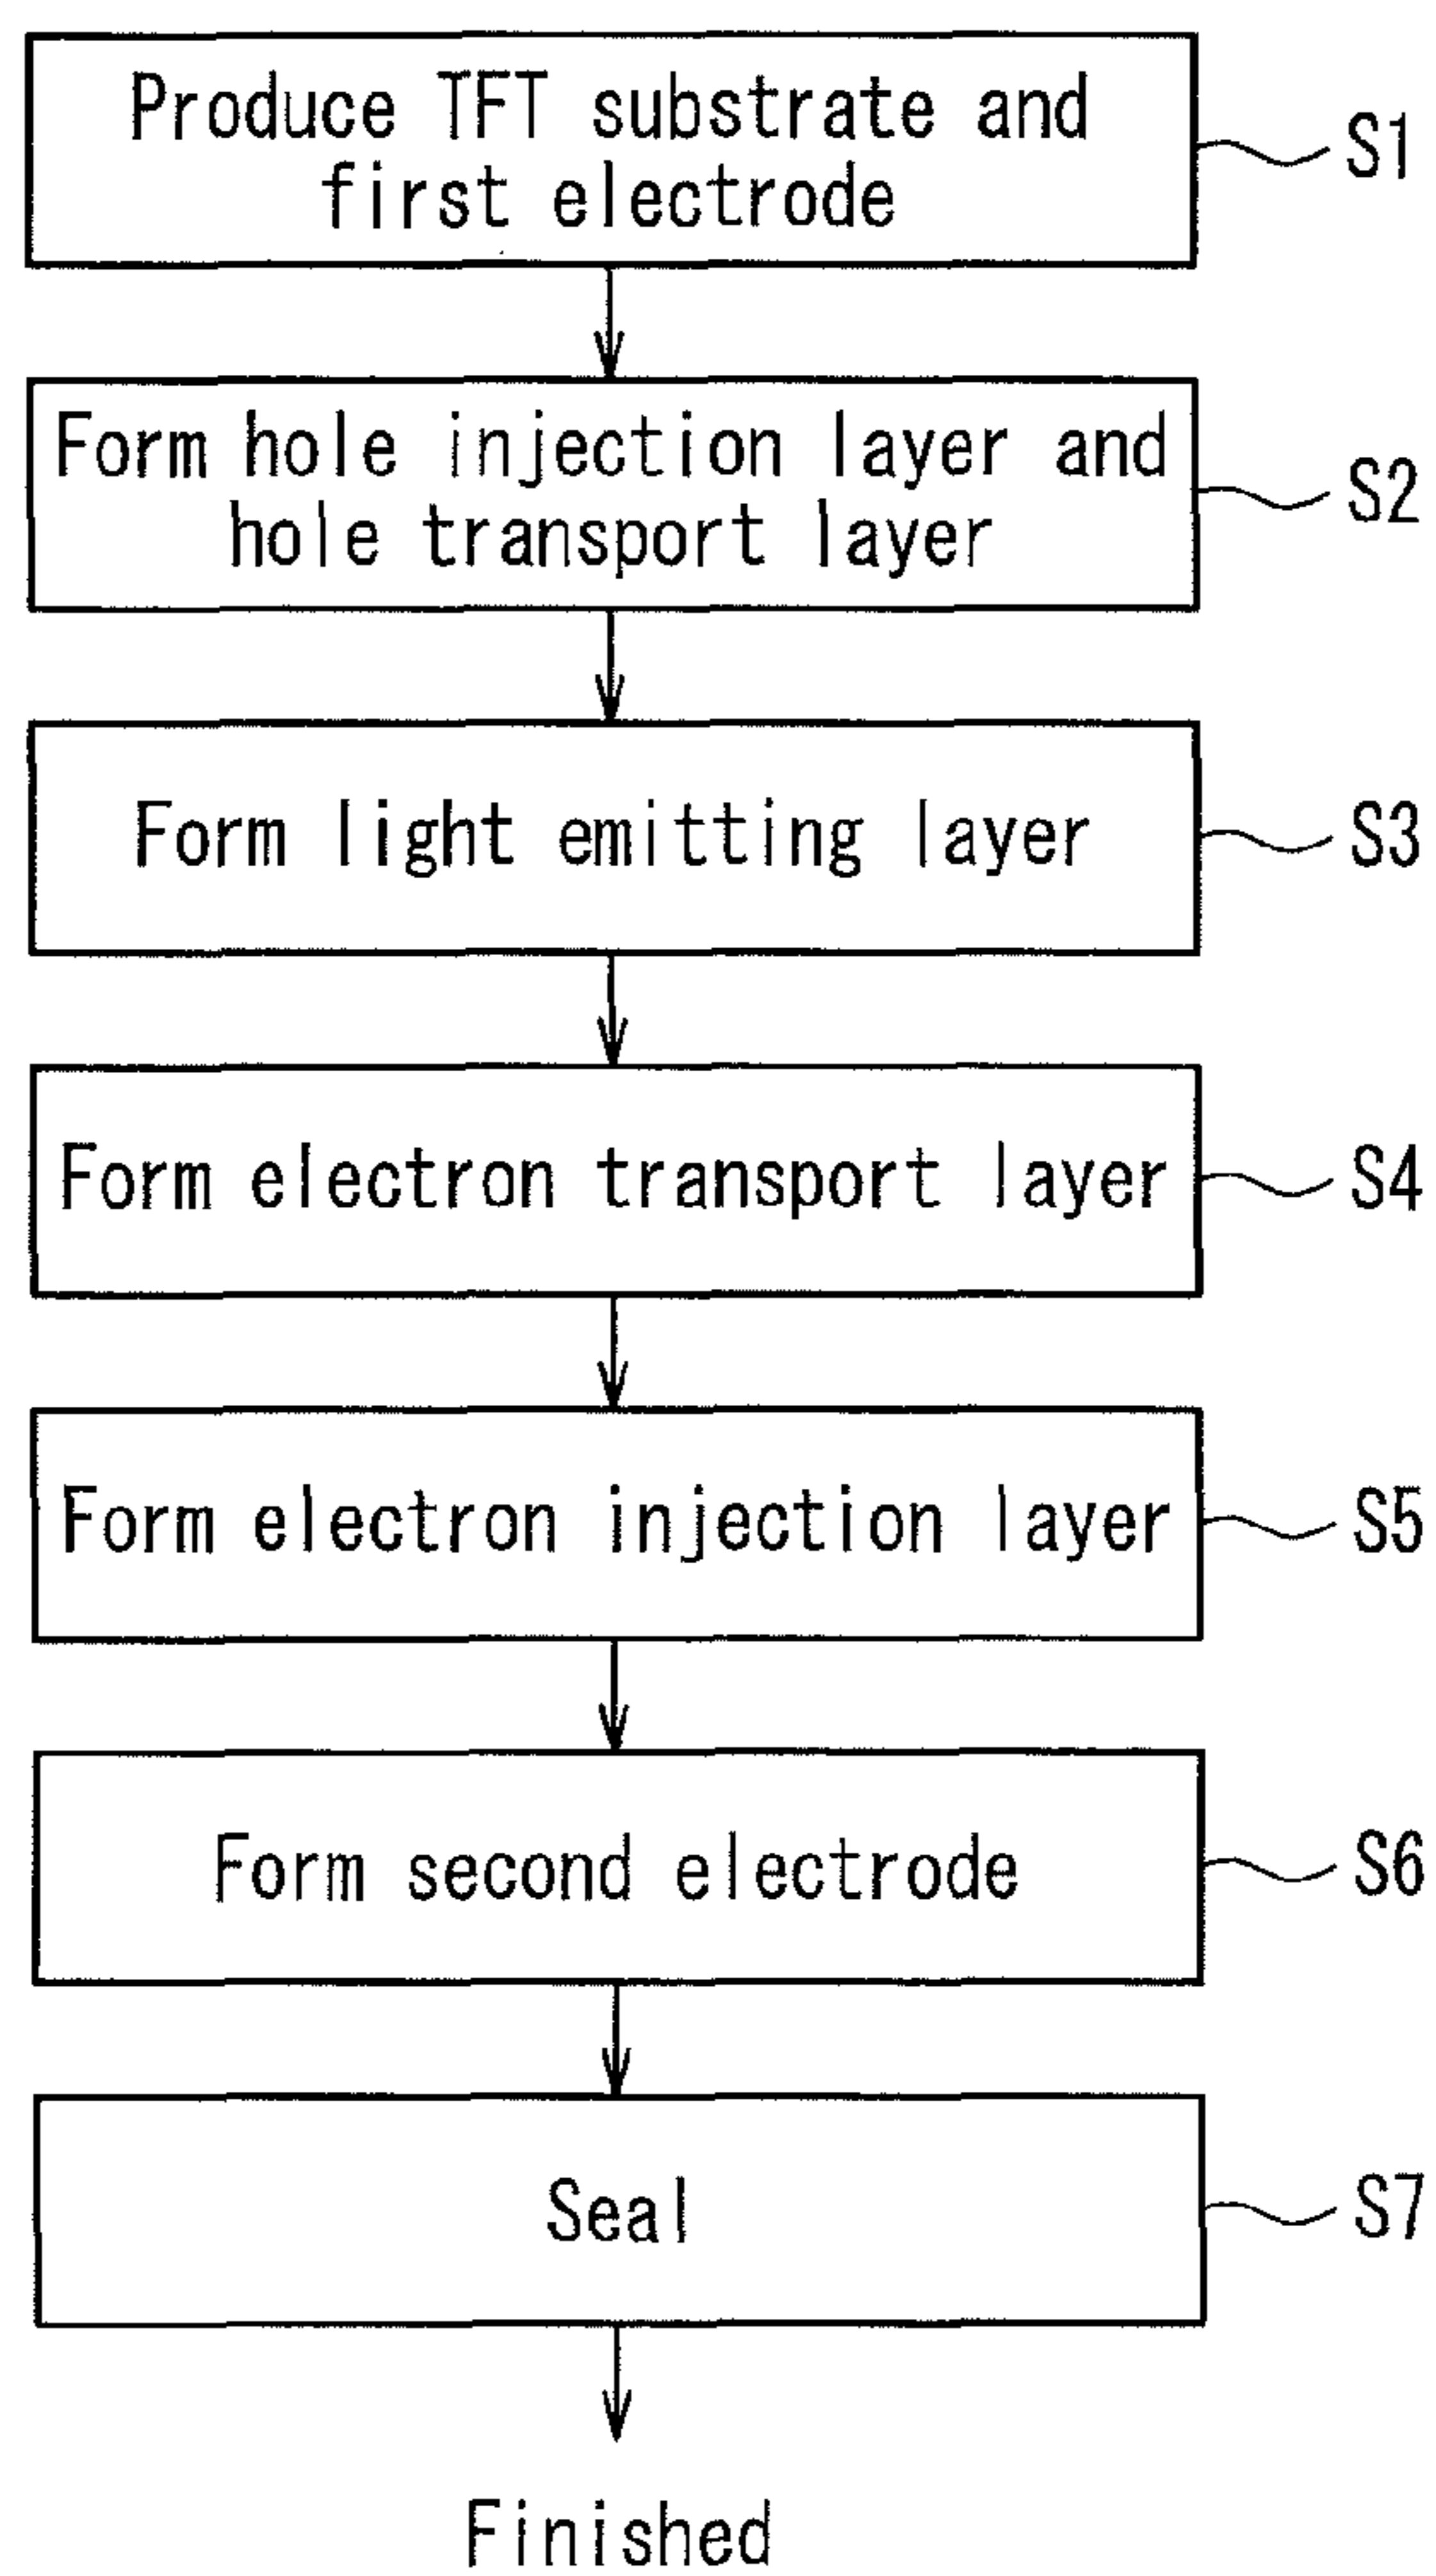 Produce TFT substrate and
first electrode
S1
Form hole injection layer and
hole transport layer
S2
Form light emitting layer
S3
Form electron transport layer
S4
Form electron injection layer
S5
Form second electrode
S6
Seal
S7
Finished